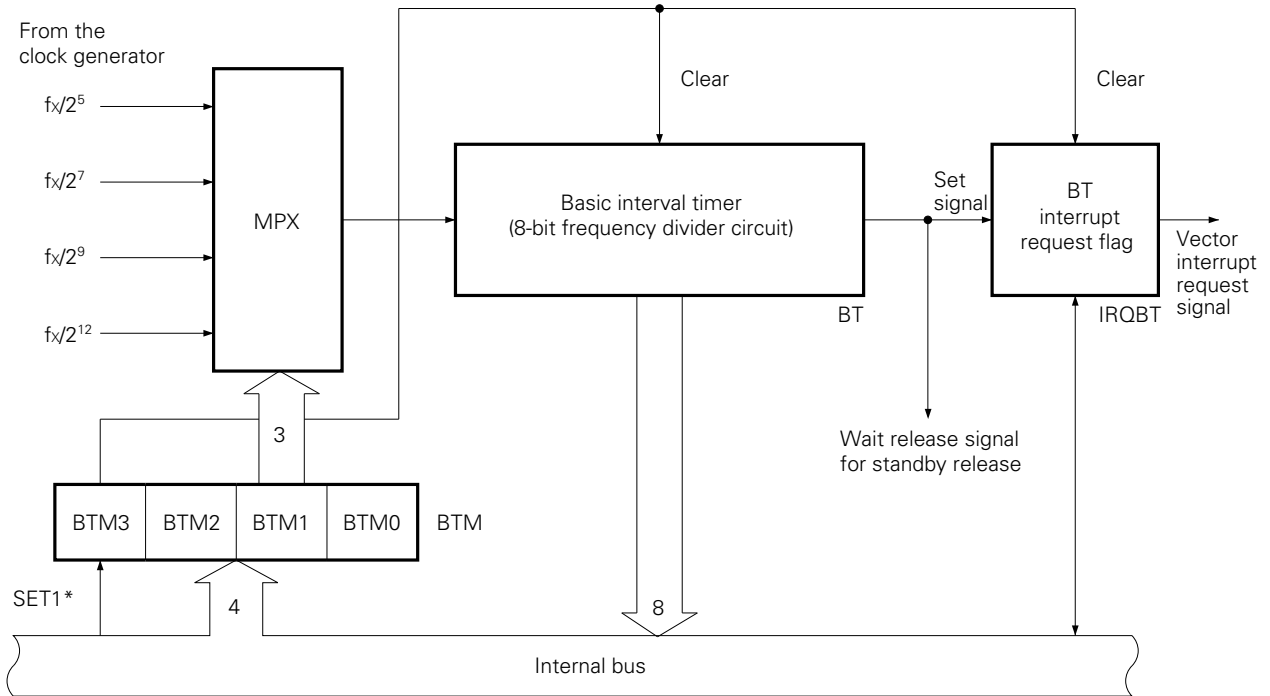 From the
clock generator
fx/2⁵
fx/2⁷
fx/2⁹
fx/2¹²
MPX
Clear
Clear
Basic interval timer
(8-bit frequency divider circuit)
BT
Set
signal
BT
interrupt
request flag
IRQBT
Vector
interrupt
request
signal
Wait release signal
for standby release
3
BTM3
BTM2
BTM1
BTM0
BTM
SET1*
4
8
Internal bus